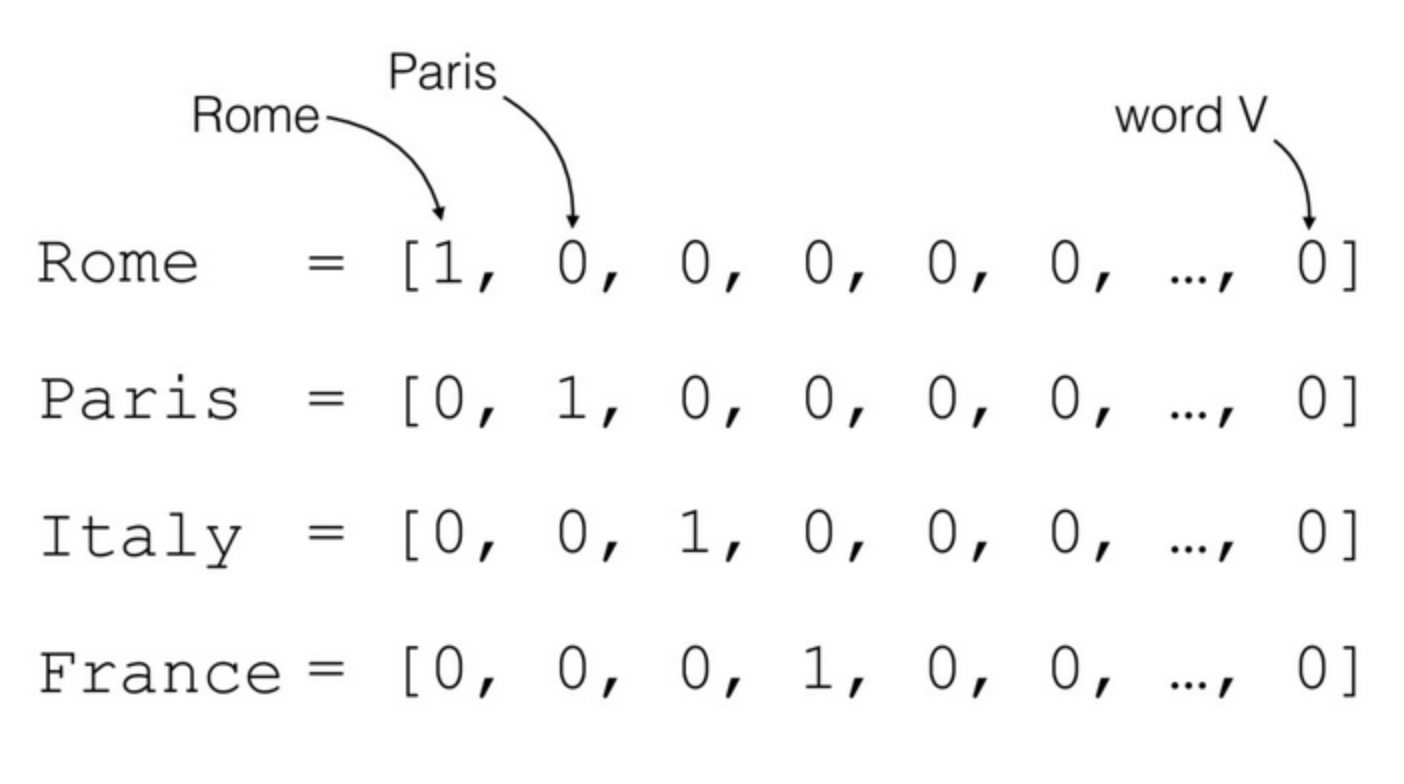 Paris
Rome
word V
Rome = [1, 0, 0, 0, 0, 0, …, 0]
Paris = [0, 1, 0, 0, 0, 0, …, 0]
Italy = [0, 0, 1, 0, 0, 0, …, 0]
France = [0, 0, 0, 1, 0, 0, …, 0]